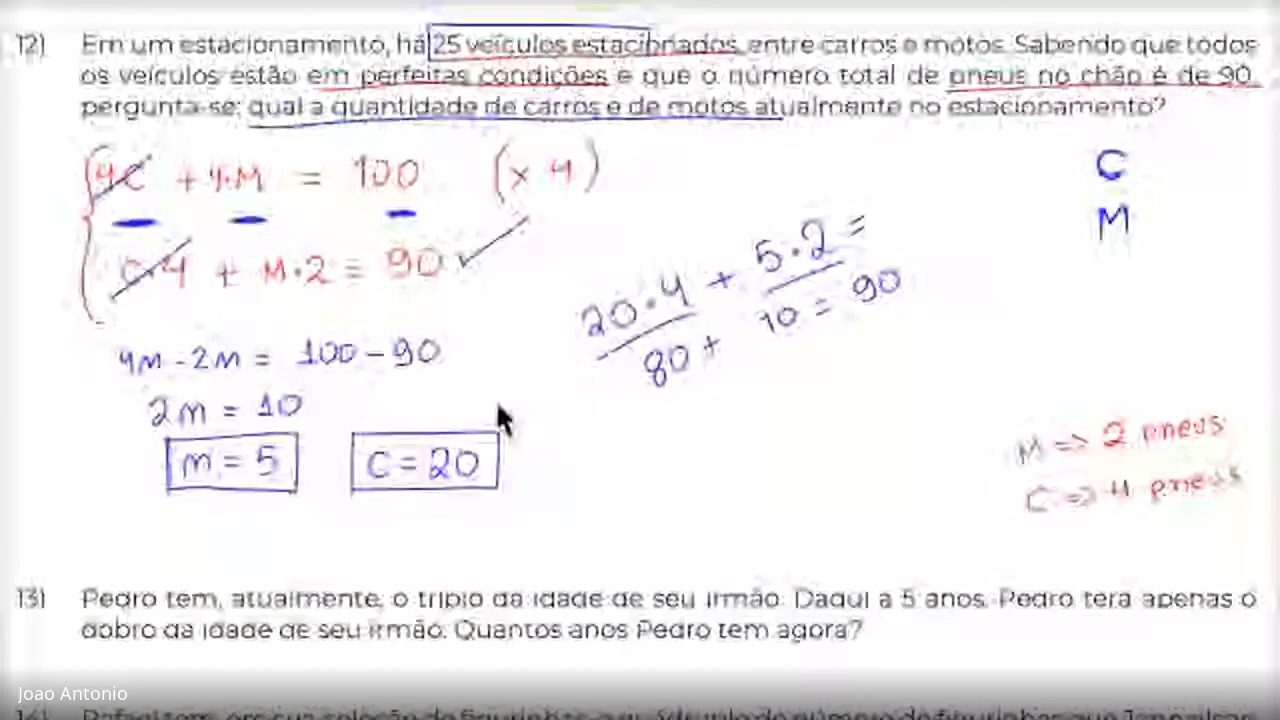 12) Em um estacionamento, há 25 veículos estacionados, entre carros e motos. Sabendo que todos
os veículos estão em perfeitas condições e que o número total de pneus no chão é de 90,
pergunta-se: qual a quantidade de carros e de motos atualmente no estacionamento?
4C + 4·M = 100 (x 4)
C·4 + M·2 = 90
4M - 2M = 100 - 90
2M = 10
M = 5 C = 20
20·4 + 5·2 =
80 + 10 = 90
C
M
M => 2 pneus
C => 4 pneus
13) Pedro tem, atualmente, o triplo da idade de seu irmão. Daqui a 5 anos, Pedro terá apenas o
dobro da idade de seu irmão. Quantos anos Pedro tem agora?
Joao Antonio
14)